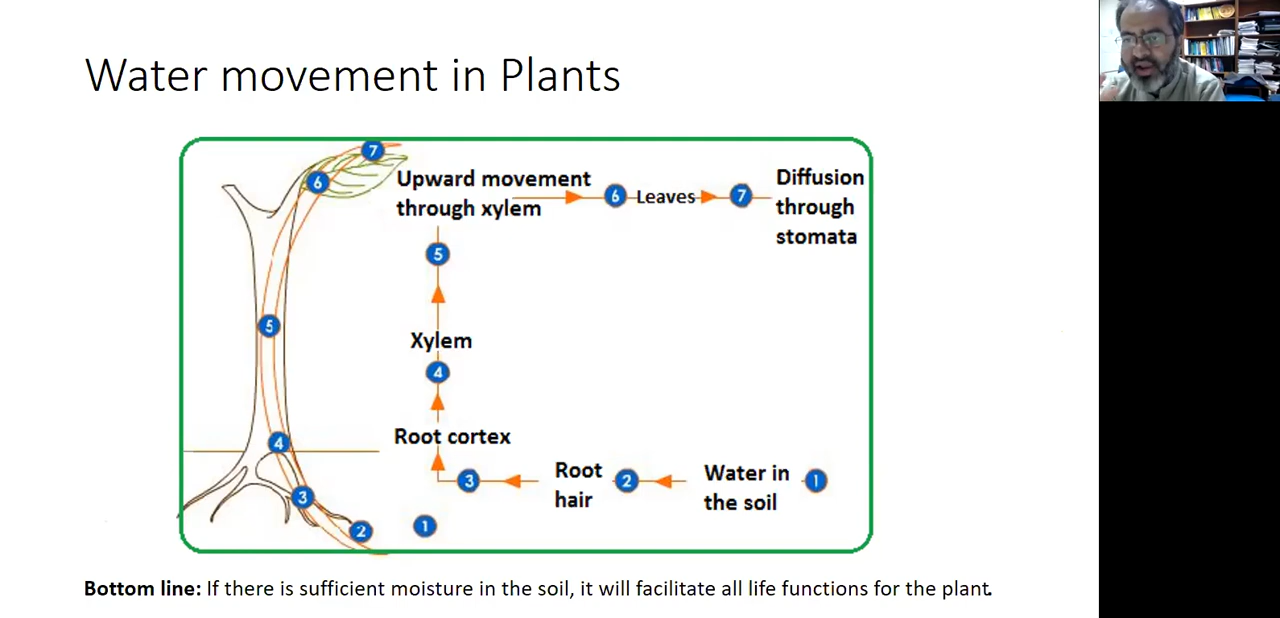 Water movement in Plants
7
6
Upward movement
through xylem
6
Leaves
7
Diffusion
through
stomata
5
5
Xylem
4
4
Root cortex
3
3
Root
hair
2
Water in
the soil
1
2
1
Bottom line: If there is sufficient moisture in the soil, it will facilitate all life functions for the plant.